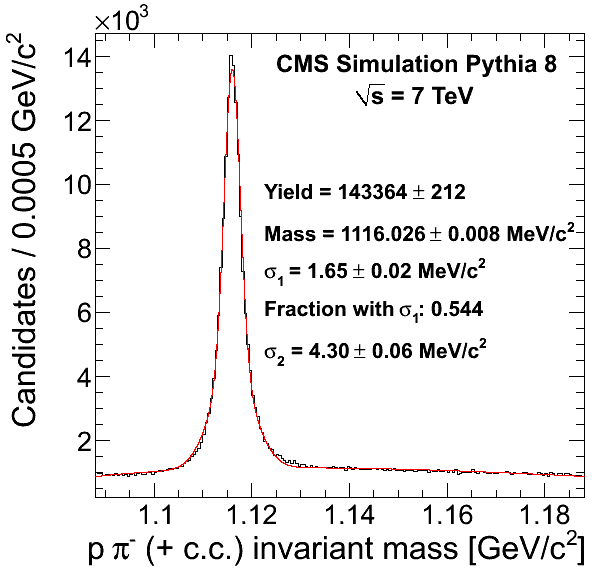 ×10³
14
12
10
8
6
4
2
Candidates / 0.0005 GeV/c²
CMS Simulation Pythia 8
√s = 7 TeV
Yield = 143364 ± 212
Mass = 1116.026 ± 0.008 MeV/c²
σ₁ = 1.65 ± 0.02 MeV/c²
Fraction with σ₁: 0.544
σ₂ = 4.30 ± 0.06 MeV/c²
1.1 1.12 1.14 1.16 1.18
p π⁻ (+ c.c.) invariant mass [GeV/c²]